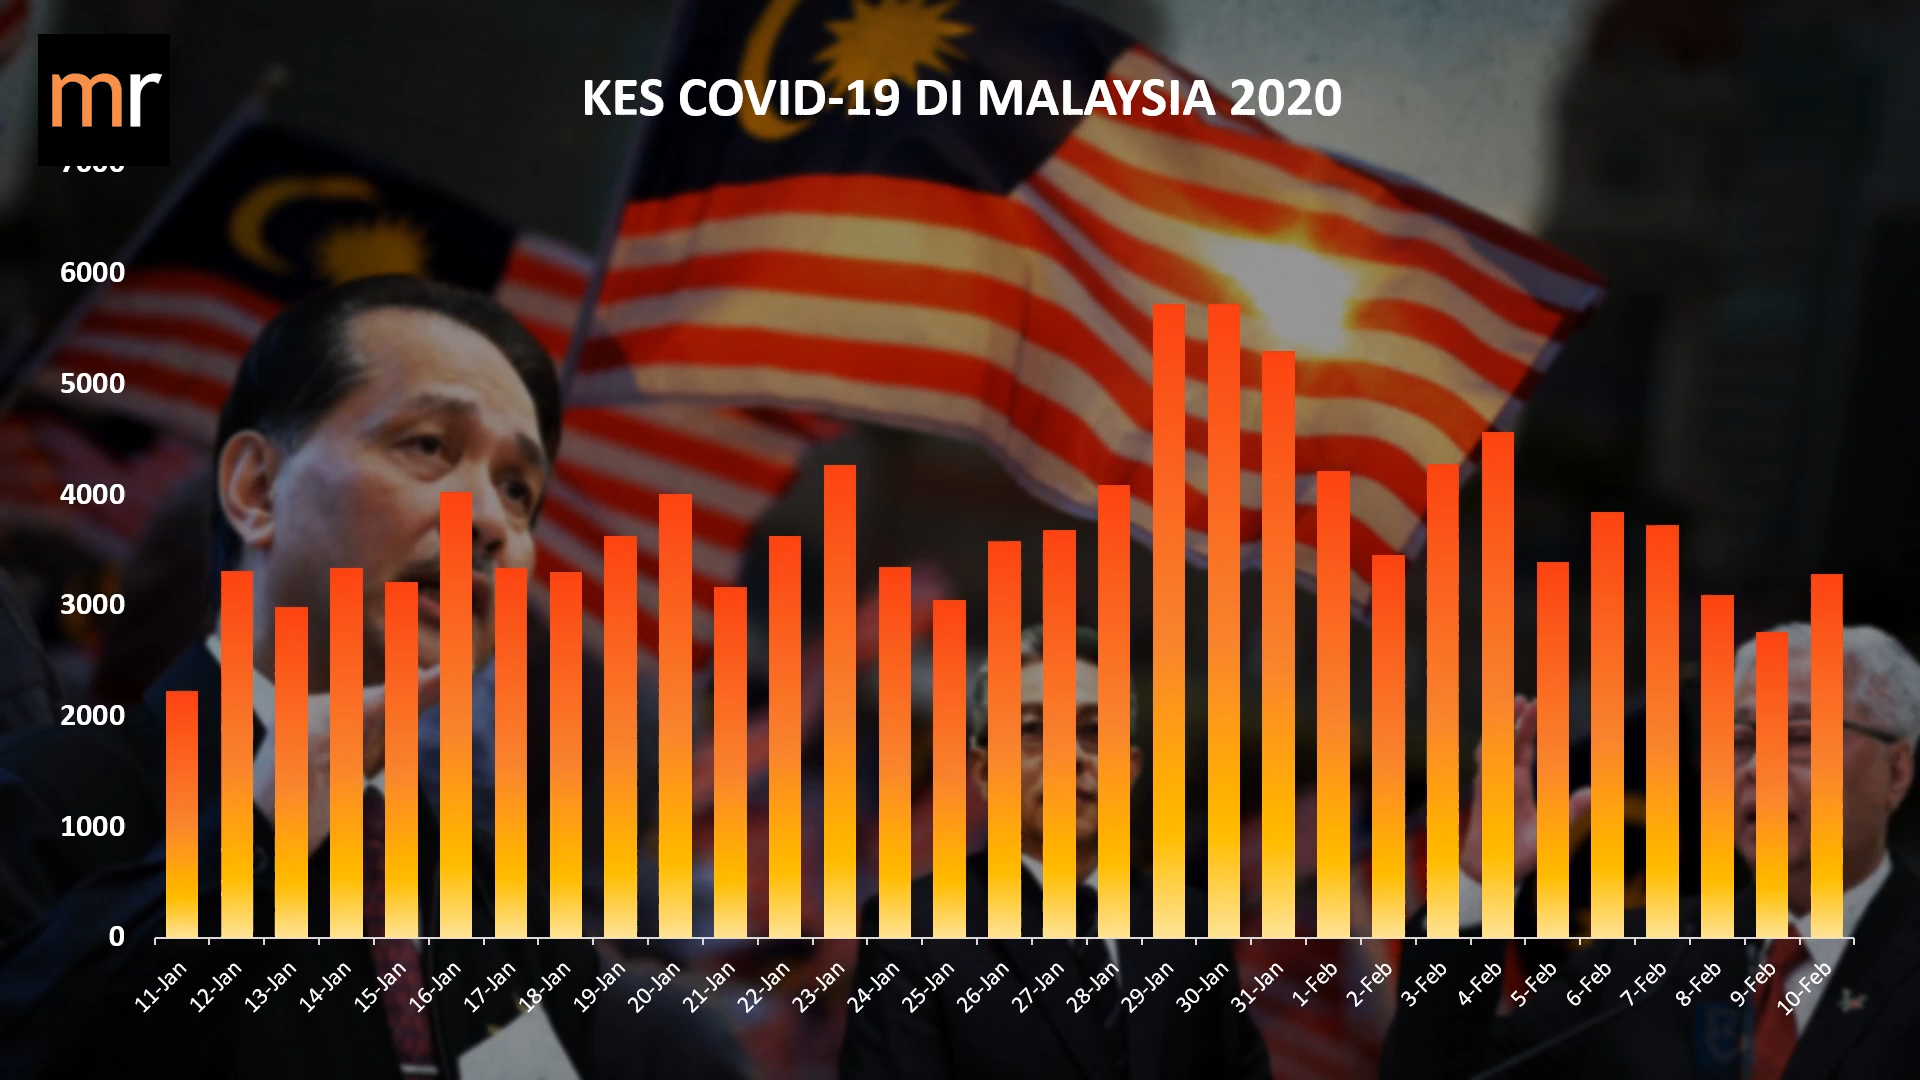 mr
KES COVID-19 DI MALAYSIA 2020
7000
6000
5000
4000
3000
2000
1000
0
11-Jan
12-Jan
13-Jan
14-Jan
15-Jan
16-Jan
17-Jan
18-Jan
19-Jan
20-Jan
21-Jan
22-Jan
23-Jan
24-Jan
25-Jan
26-Jan
27-Jan
28-Jan
29-Jan
30-Jan
31-Jan
1-Feb
2-Feb
3-Feb
4-Feb
5-Feb
6-Feb
7-Feb
8-Feb
9-Feb
10-Feb